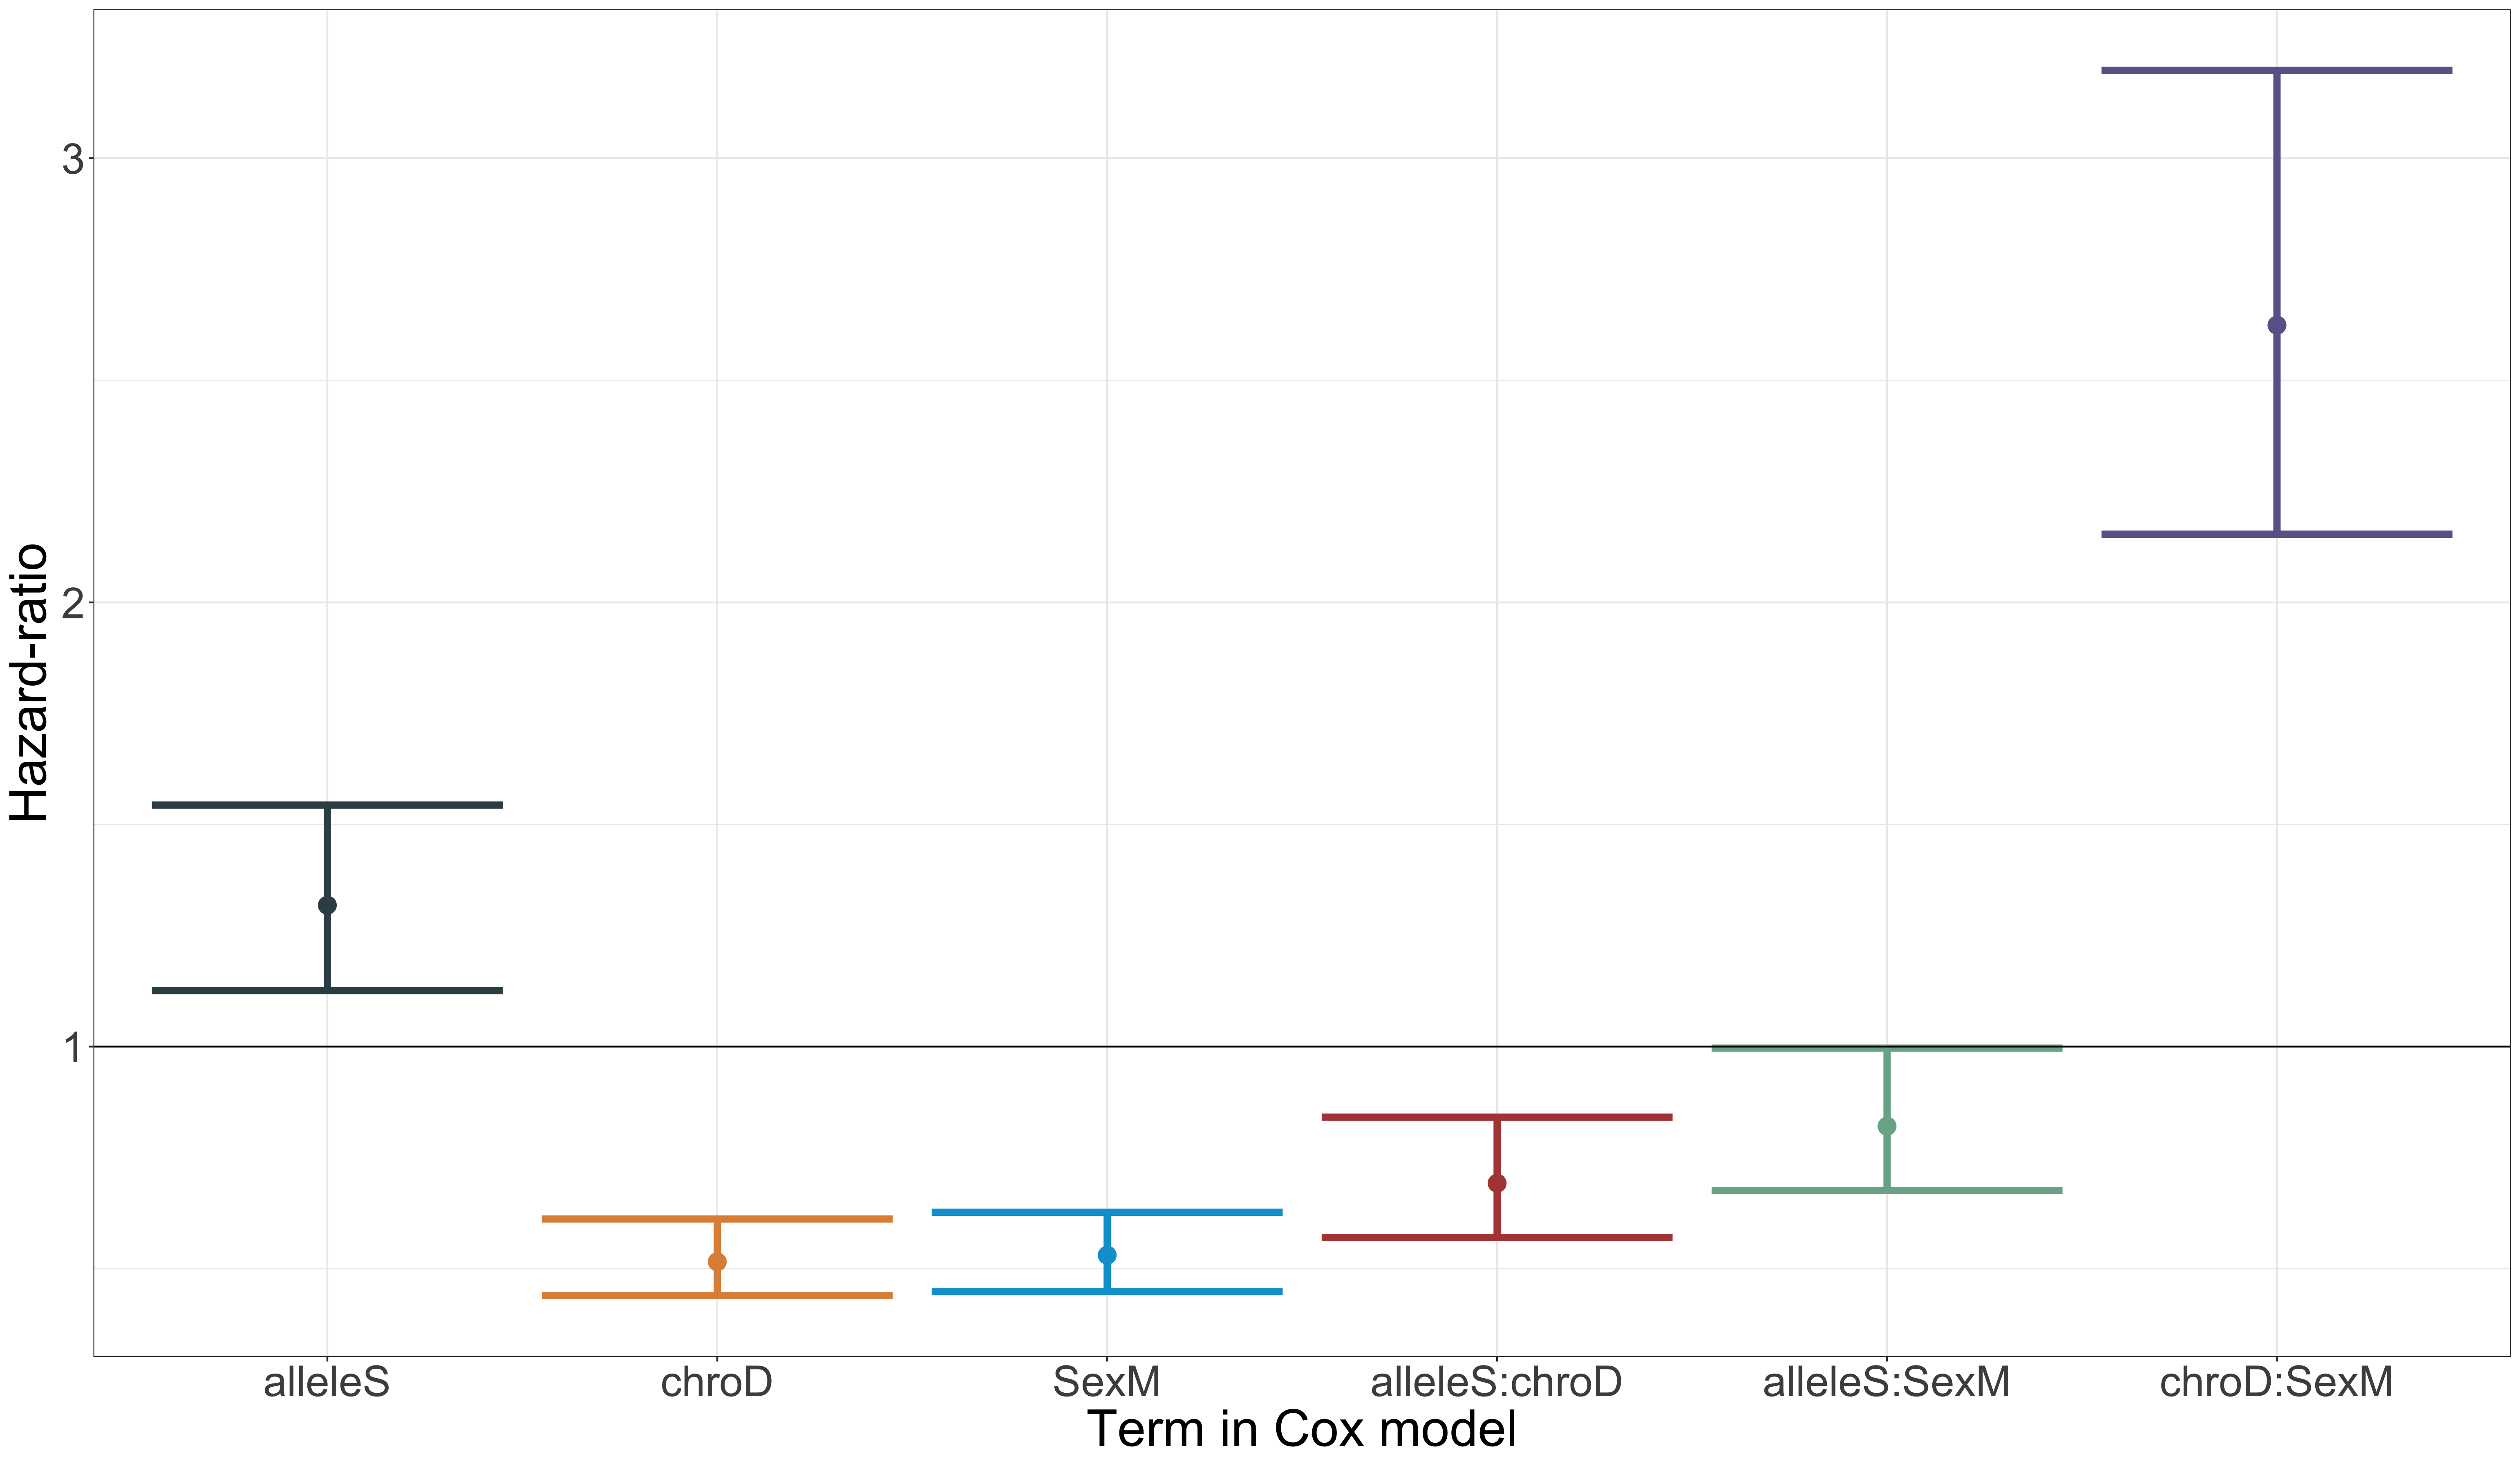 Hazard-ratio
3
2
1
alleleS chroD SexM alleleS:chroD alleleS:SexM chroD:SexM
Term in Cox model